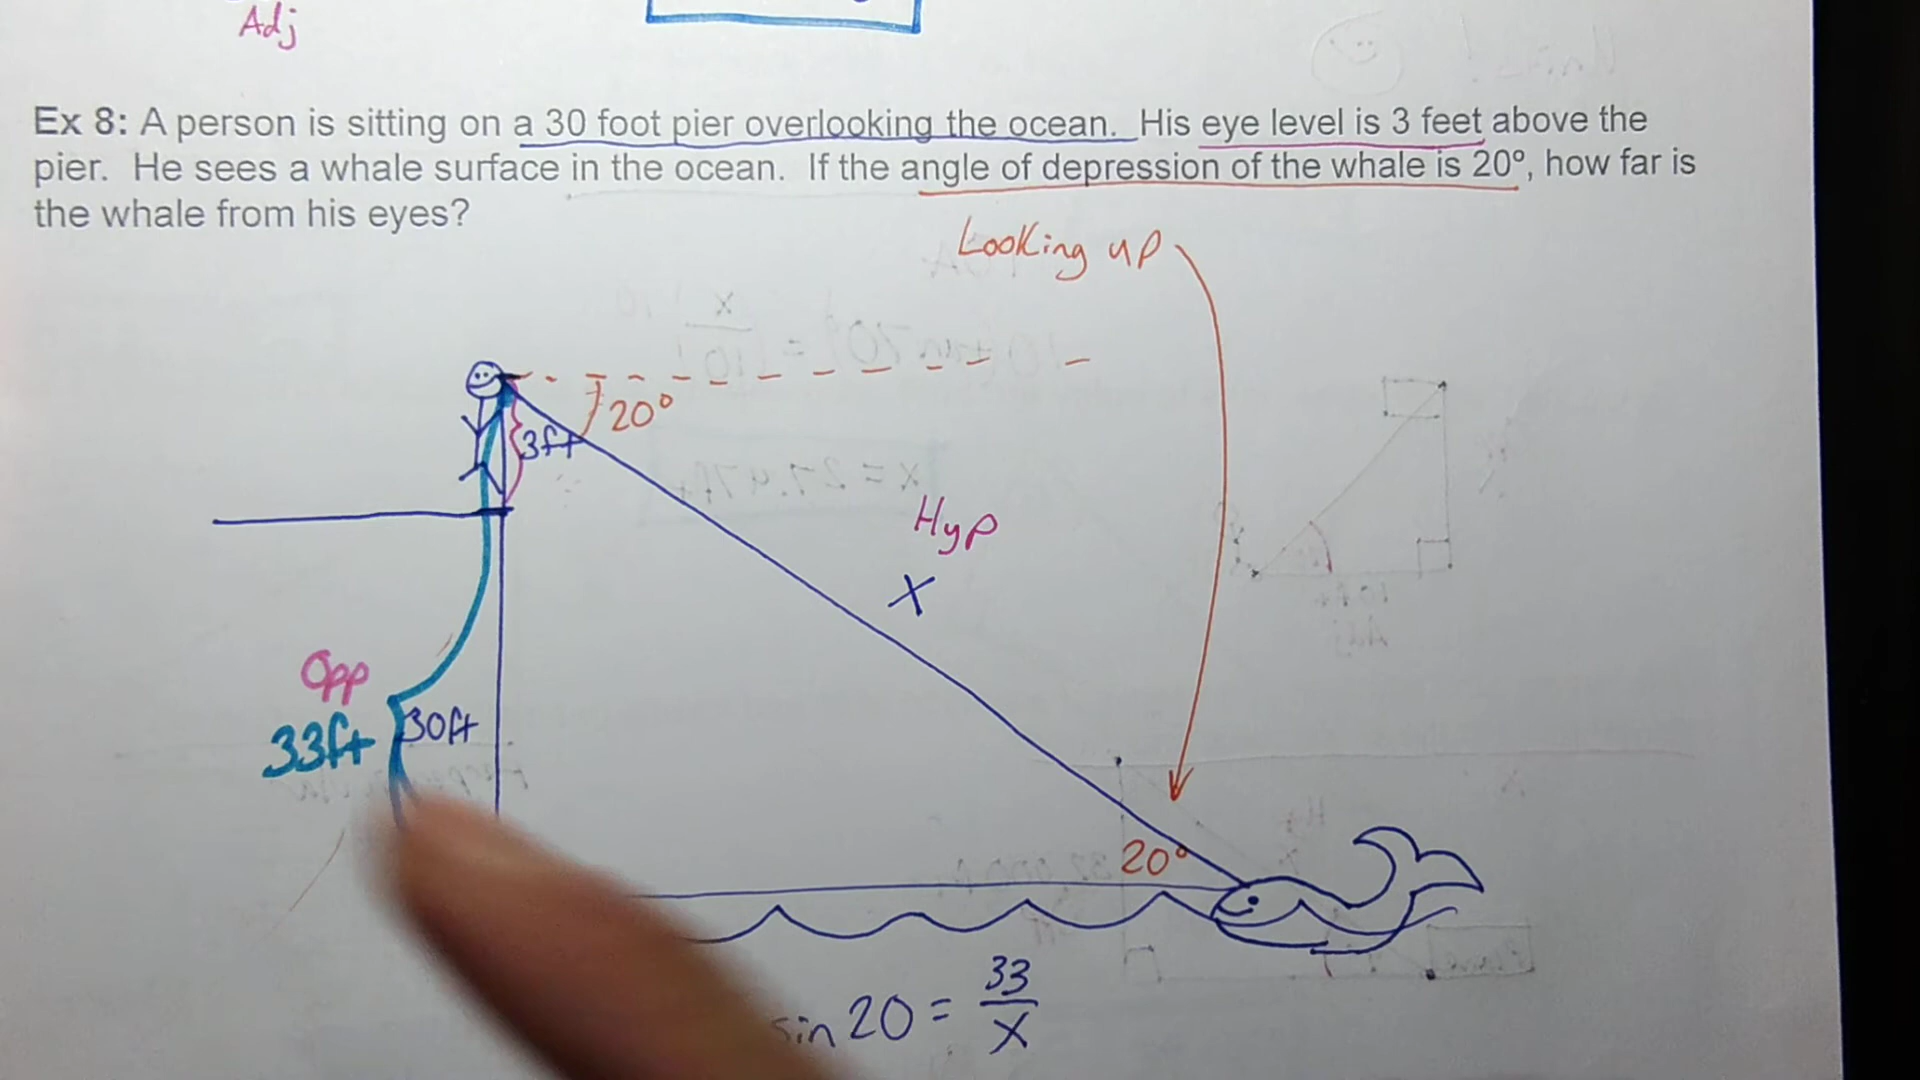 Adj
Ex 8: A person is sitting on a 30 foot pier overlooking the ocean. His eye level is 3 feet above the
pier. He sees a whale surface in the ocean. If the angle of depression of the whale is 20º, how far is
the whale from his eyes?
Looking up
20°
3ft
Hyp
X
Opp
33ft
30ft
20°
sin 20 = 33/X